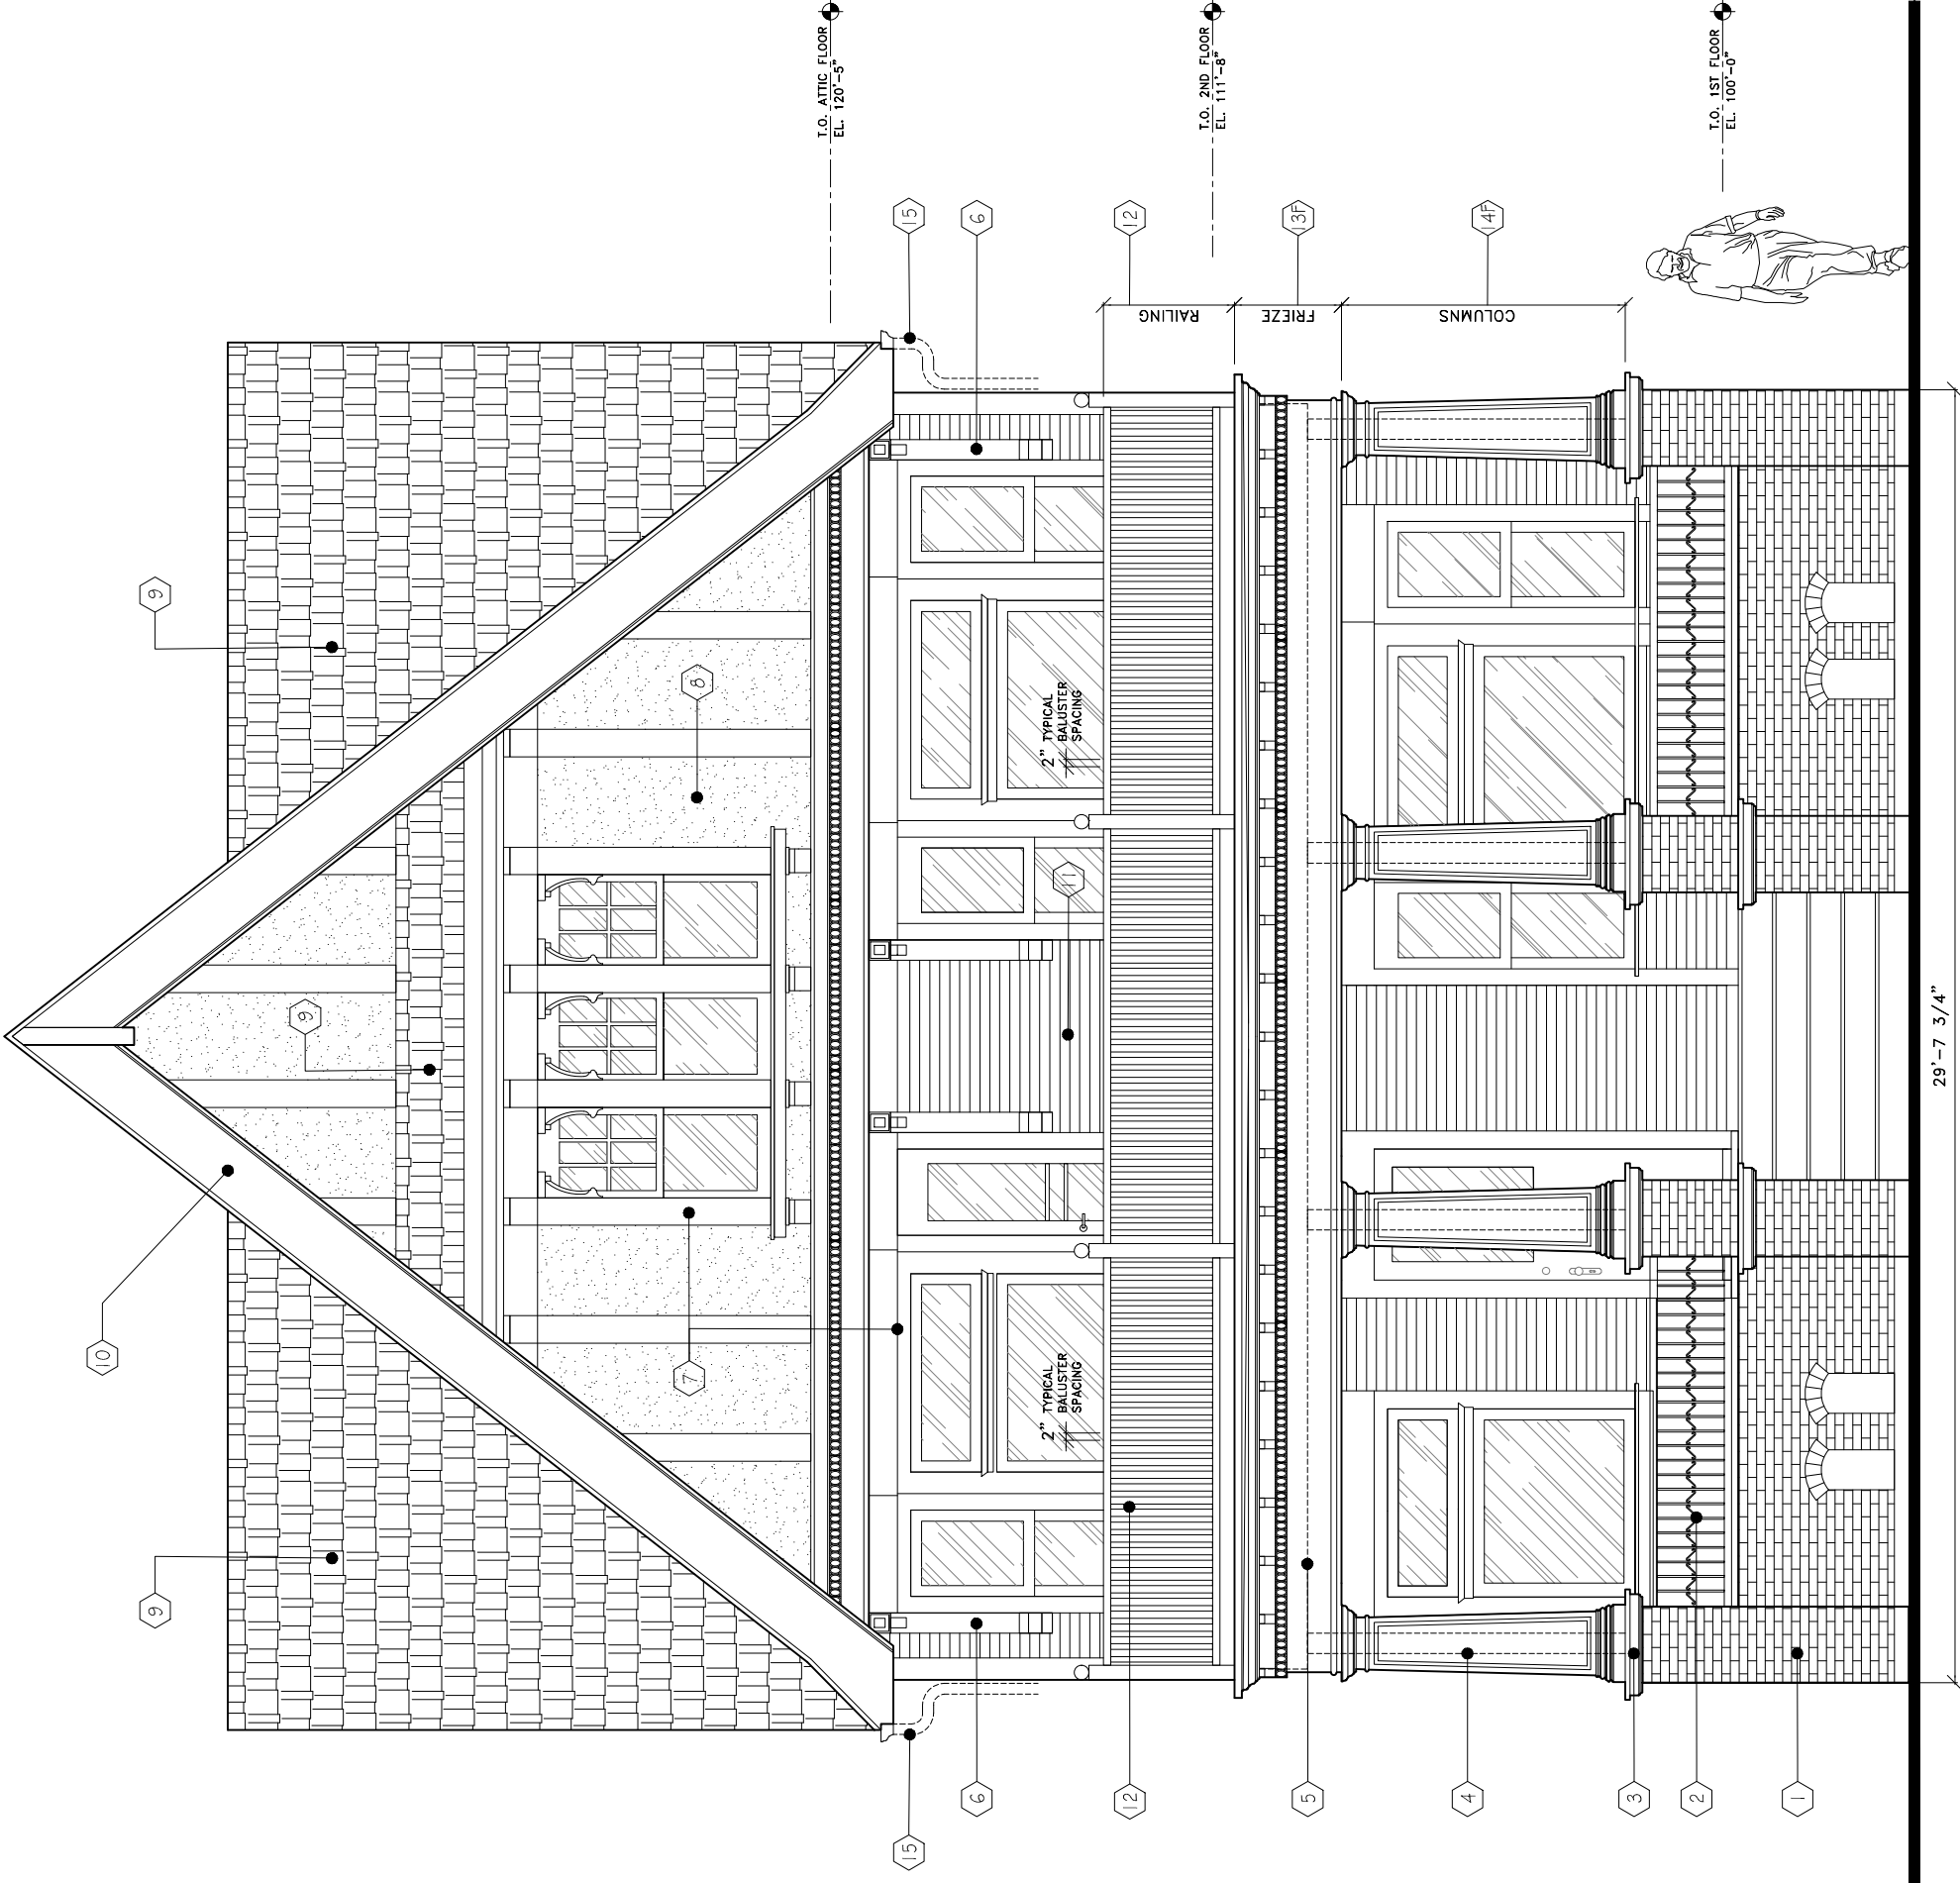 T.O. ATTIC FLOOR
EL. 120'-5"
T.O. 2ND FLOOR
EL. 111'-8"
T.O. 1ST FLOOR
EL. 100'-0"
15
6
12
13F
14F
RAILING
FRIEZE
COLUMNS
9
8
2" TYPICAL
BALUSTER
SPACING
11
9
10
7
2" TYPICAL
BALUSTER
SPACING
9
15
6
12
5
4
3
2
1
29'-7 3/4"